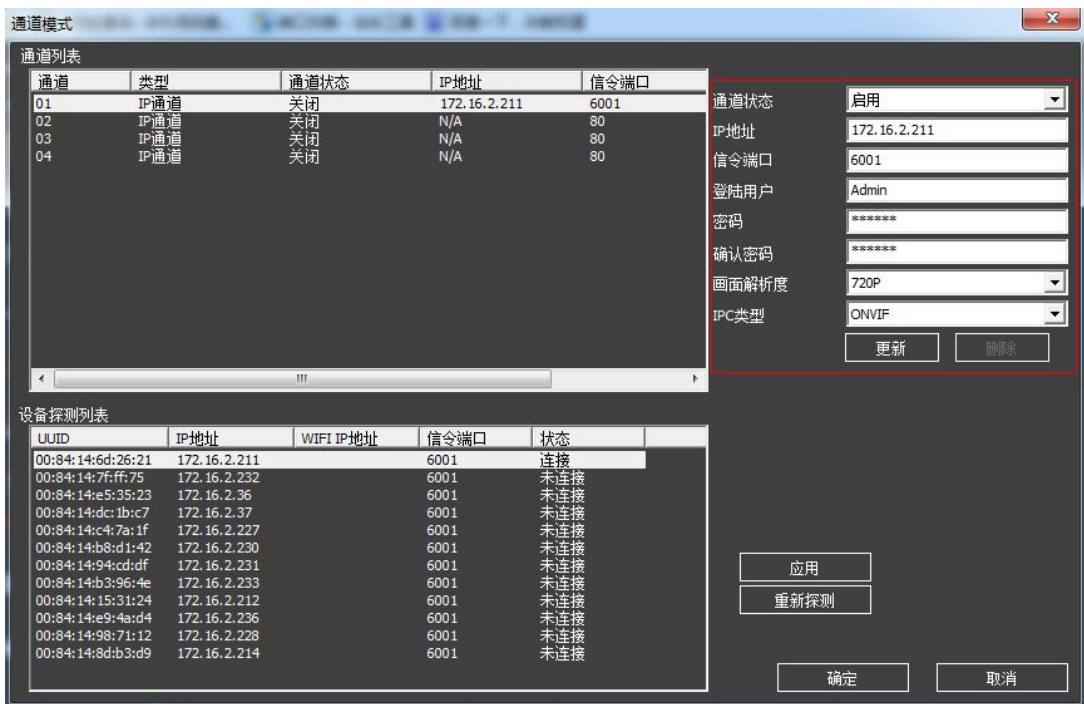 通道模式
通道列表
通道 类型 通道状态 IP地址 信令端口
01 IP通道 关闭 172.16.2.211 6001
02 IP通道 关闭 N/A 80
03 IP通道 关闭 N/A 80
04 IP通道 关闭 N/A 80
通道状态 启用
IP地址 172.16.2.211
信令端口 6001
登陆用户 Admin
密码 ******
确认密码 ******
画面解析度 720P
IPC类型 ONVIF
更新 删除
设备探测列表
UUID IP地址 WIFI IP地址 信令端口 状态
00:84:14:6d:26:21 172.16.2.211 6001 连接
00:84:14:7f:ff:75 172.16.2.232 6001 未连接
00:84:14:e5:35:23 172.16.2.36 6001 未连接
00:84:14:dc:1b:c7 172.16.2.37 6001 未连接
00:84:14:c4:7a:1f 172.16.2.227 6001 未连接
00:84:14:b8:d1:42 172.16.2.230 6001 未连接
00:84:14:94:cd:df 172.16.2.231 6001 未连接
00:84:14:b3:96:4e 172.16.2.233 6001 未连接
00:84:14:15:31:24 172.16.2.212 6001 未连接
00:84:14:e9:4a:d4 172.16.2.236 6001 未连接
00:84:14:98:71:12 172.16.2.228 6001 未连接
00:84:14:8d:b3:d9 172.16.2.214 6001 未连接
应用
重新探测
确定 取消